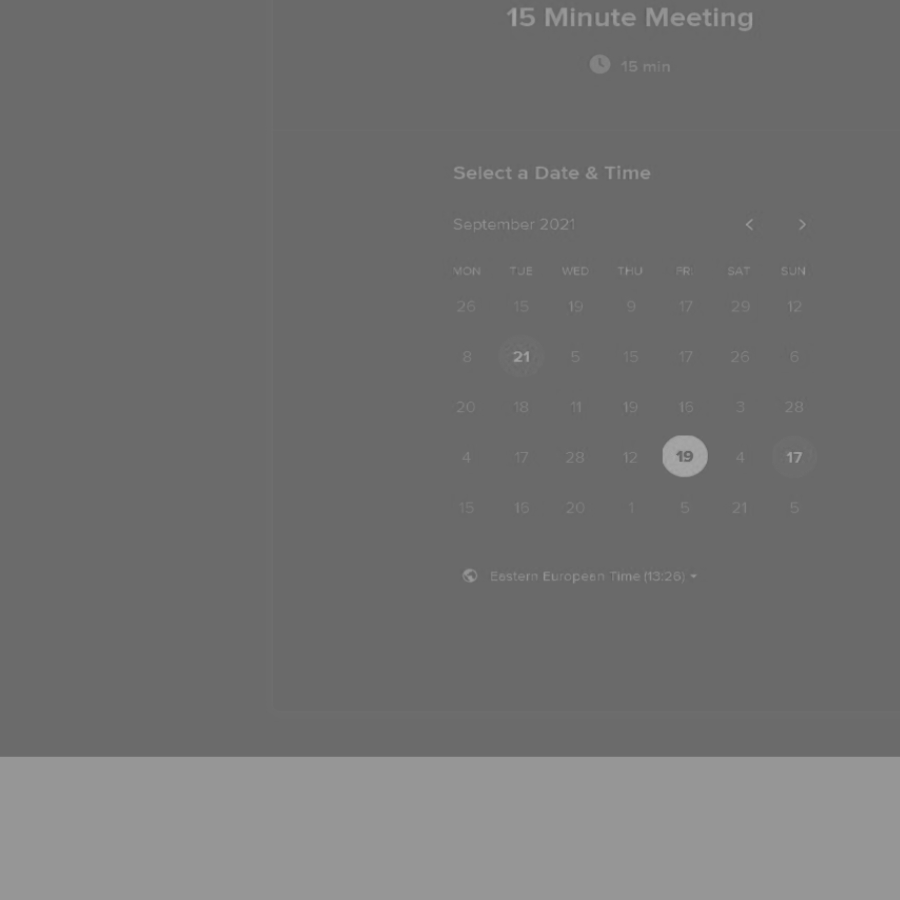 15 Minute Meeting
15 min
Select a Date & Time
September 2021
MON TUE WED THU FRI SAT SUN
26 15 19 9 17 29 12
8 21 5 15 17 26 6
20 18 11 19 16 3 28
4 17 28 12 19 4 17
15 16 20 1 5 21 5
Eastern European Time (13:26)